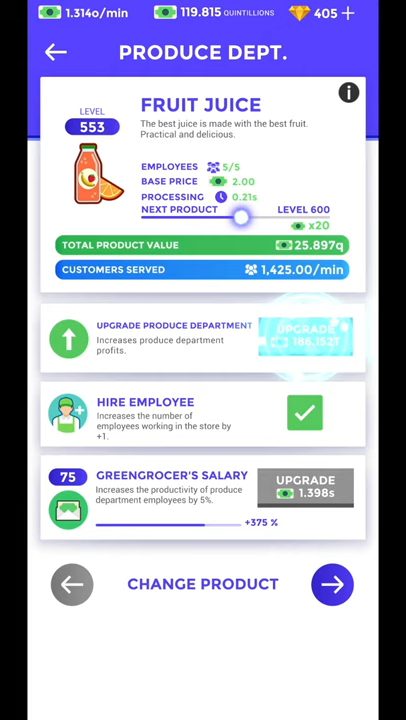 1.314o/min
119.815 QUINTILLIONS
405 +
PRODUCE DEPT.
FRUIT JUICE
LEVEL
553
The best juice is made with the best fruit.
Practical and delicious.
EMPLOYEES 5/5
BASE PRICE 2.00
PROCESSING 0.21s
NEXT PRODUCT LEVEL 600
x20
TOTAL PRODUCT VALUE 25.897q
CUSTOMERS SERVED 1,425.00/min
UPGRADE PRODUCE DEPARTMENT
Increases produce department
profits.
UPGRADE
186.152T
HIRE EMPLOYEE
Increases the number of
employees working in the store by
+1.
75
GREENGROCER'S SALARY
Increases the productivity of produce
department employees by 5%.
+375 %
UPGRADE
1.398s
CHANGE PRODUCT